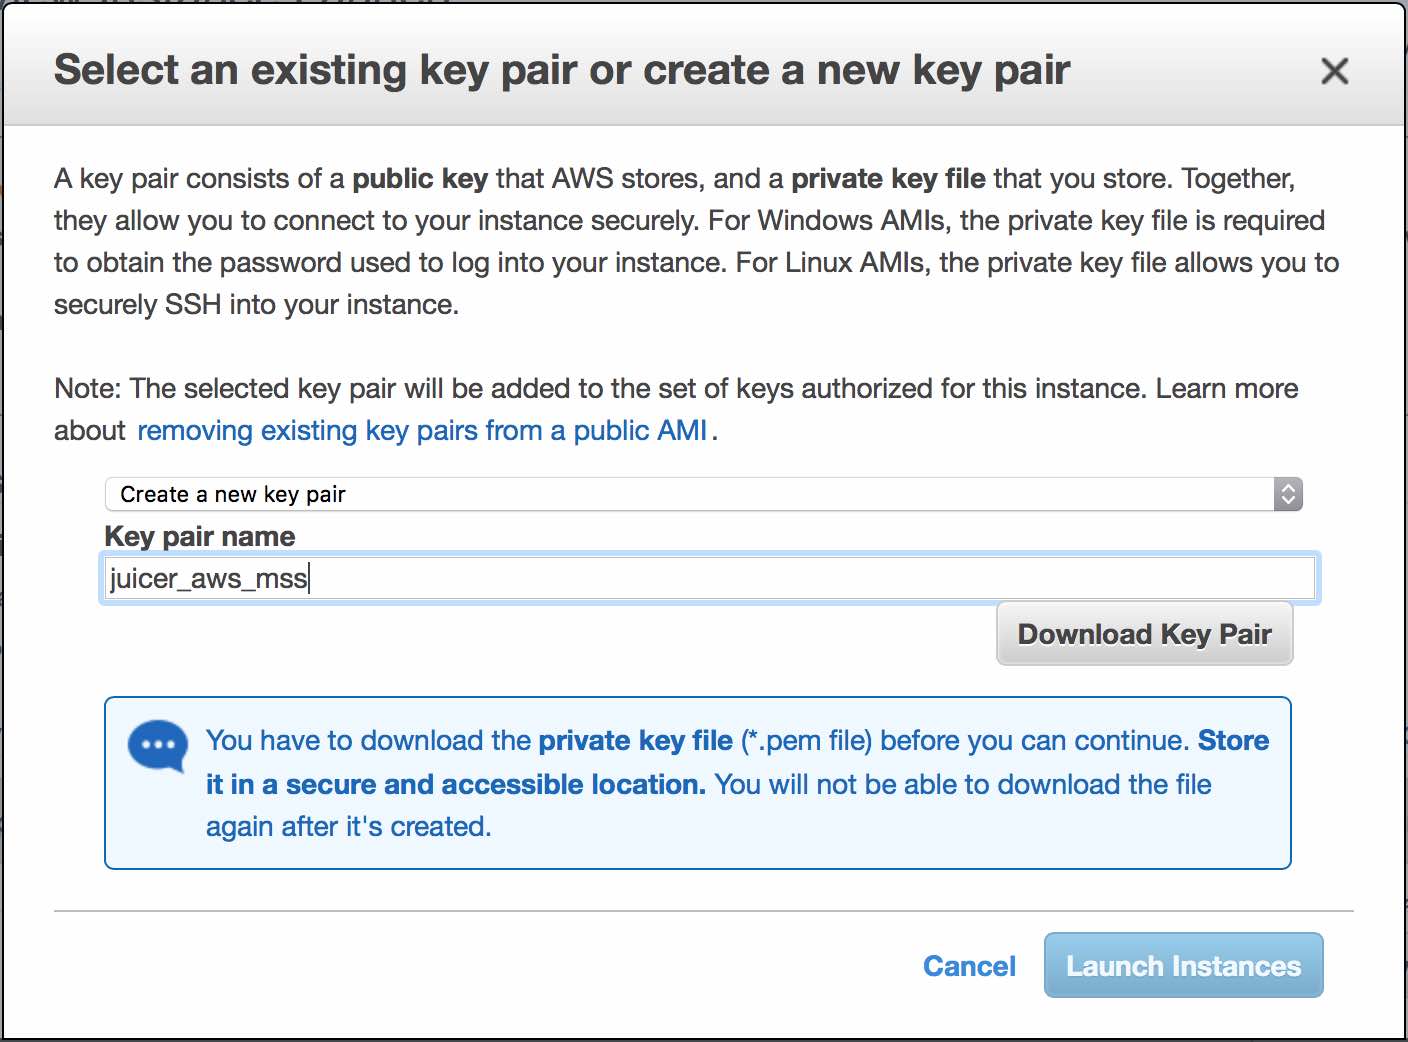 Select an existing key pair or create a new key pair
A key pair consists of a public key that AWS stores, and a private key file that you store. Together,
they allow you to connect to your instance securely. For Windows AMIs, the private key file is required
to obtain the password used to log into your instance. For Linux AMIs, the private key file allows you to
securely SSH into your instance.
Note: The selected key pair will be added to the set of keys authorized for this instance. Learn more
about removing existing key pairs from a public AMI.
Create a new key pair
Key pair name
juicer_aws_mss
Download Key Pair
You have to download the private key file (*.pem file) before you can continue. Store
it in a secure and accessible location. You will not be able to download the file
again after it's created.
Cancel
Launch Instances